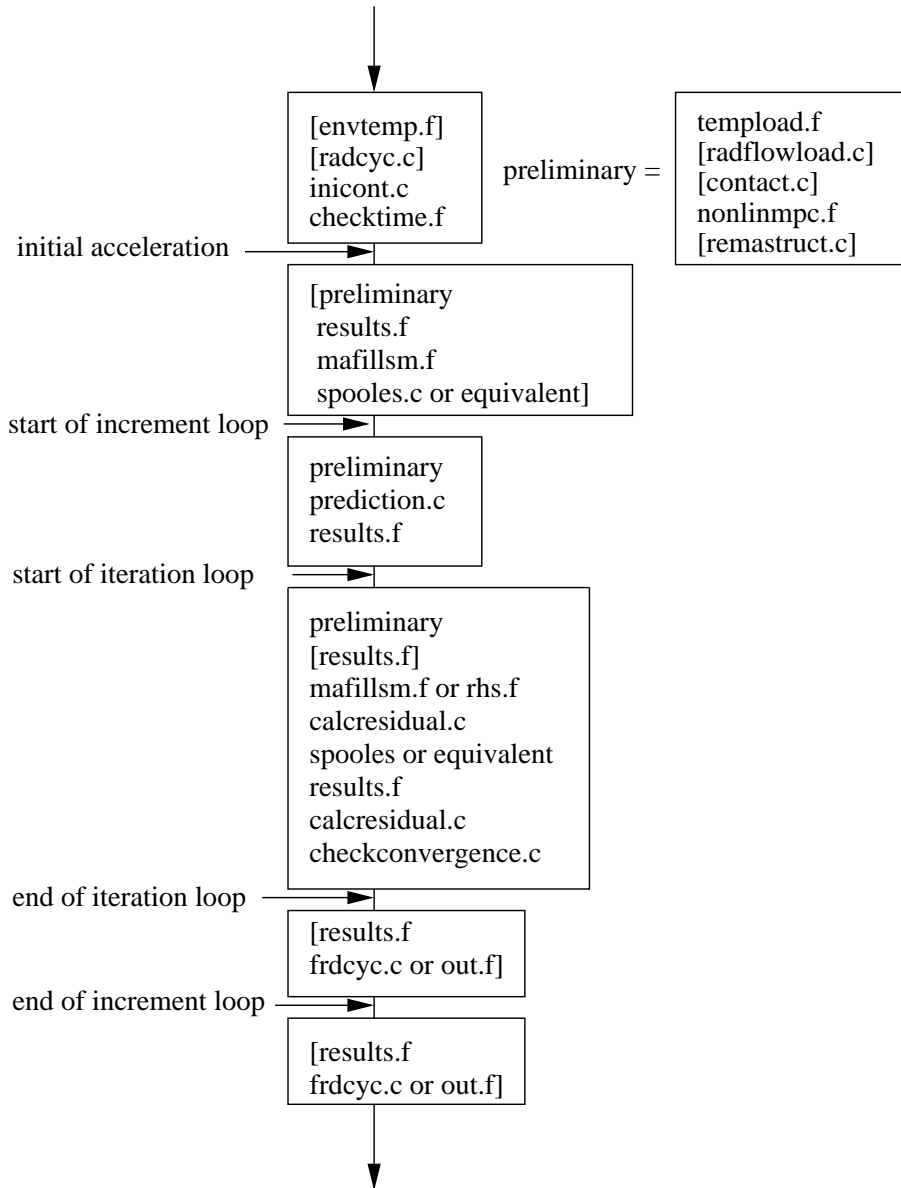 [envtemp.f]
[radcyc.c]
inicont.c
checktime.f
preliminary =
tempload.f
[radflowload.c]
[contact.c]
nonlinmpc.f
[remastruct.c]
initial acceleration
[preliminary
results.f
mafillsm.f
spooles.c or equivalent]
start of increment loop
preliminary
prediction.c
results.f
start of iteration loop
preliminary
[results.f]
mafillsm.f or rhs.f
calcresidual.c
spooles or equivalent
results.f
calcresidual.c
checkconvergence.c
end of iteration loop
[results.f
frdcyc.c or out.f]
end of increment loop
[results.f
frdcyc.c or out.f]